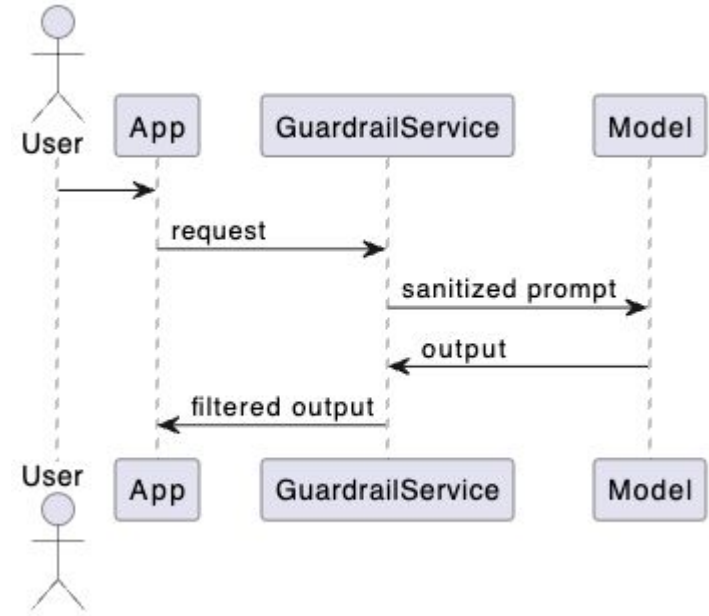 User
App
GuardrailService
Model
request
sanitized prompt
output
filtered output
User
App
GuardrailService
Model